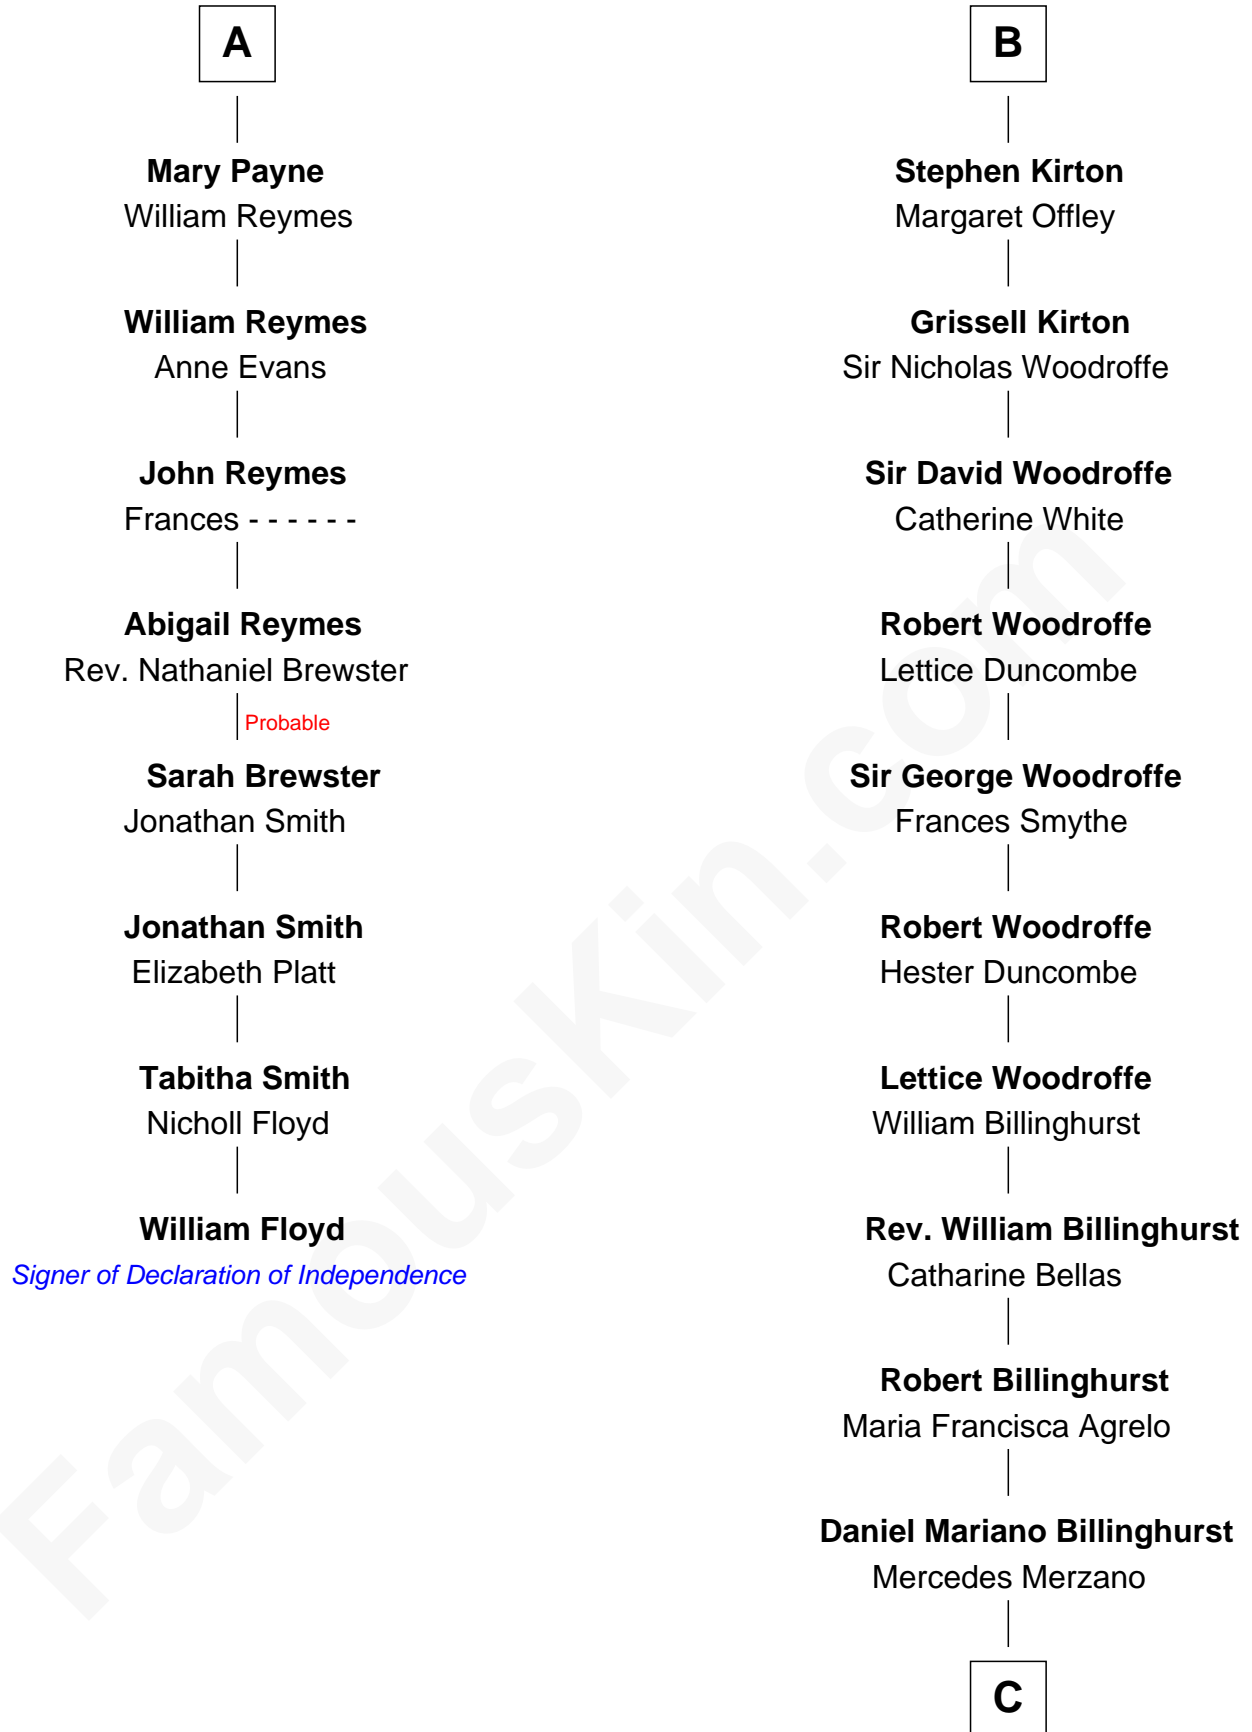 A
Mary Payne
William Reymes
William Reymes
Anne Evans
John Reymes
Frances - - - - - -
Abigail Reymes
Rev. Nathaniel Brewster
Probable
Sarah Brewster
Jonathan Smith
Jonathan Smith
Elizabeth Platt
Tabitha Smith
Nicholl Floyd
William Floyd
Signer of Declaration of Independence
B
Stephen Kirton
Margaret Offley
Grissell Kirton
Sir Nicholas Woodroffe
Sir David Woodroffe
Catherine White
Robert Woodroffe
Lettice Duncombe
Sir George Woodroffe
Frances Smythe
Robert Woodroffe
Hester Duncombe
Lettice Woodroffe
William Billinghurst
Rev. William Billinghurst
Catharine Bellas
Robert Billinghurst
Maria Francisca Agrelo
Daniel Mariano Billinghurst
Mercedes Merzano
C
FamousKin.com